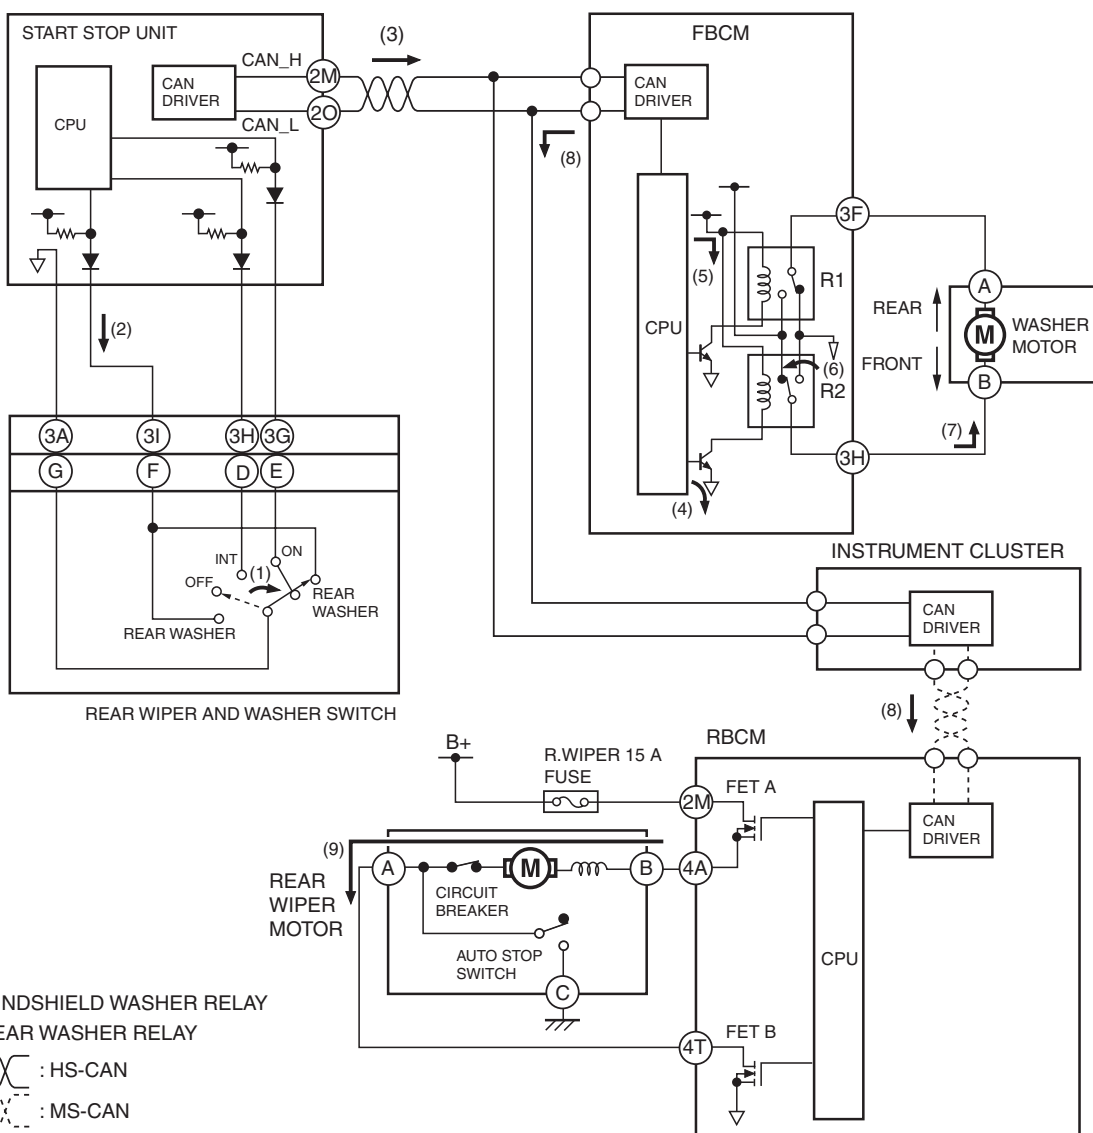 START STOP UNIT
(3)
FBCM
CAN_H
2M
CAN
DRIVER
CPU
2O
CAN_L
CAN
DRIVER
(8)
3F
(5)
R1
CPU
(6)
R2
(4)
3H
A
REAR
M
WASHER
MOTOR
FRONT
B
(7)
(2)
3A
3I
3H
3G
G
F
D
E
INT
ON
(1)
OFF
REAR
WASHER
REAR WASHER
REAR WIPER AND WASHER SWITCH
INSTRUMENT CLUSTER
CAN
DRIVER
(8)
RBCM
B+
R.WIPER 15 A
FUSE
2M
FET A
CAN
DRIVER
(9)
A
M
B
4A
REAR
WIPER
MOTOR
CIRCUIT
BREAKER
AUTO STOP
SWITCH
C
CPU
4T
FET B
NDSHIELD WASHER RELAY
EAR WASHER RELAY
: HS-CAN
: MS-CAN